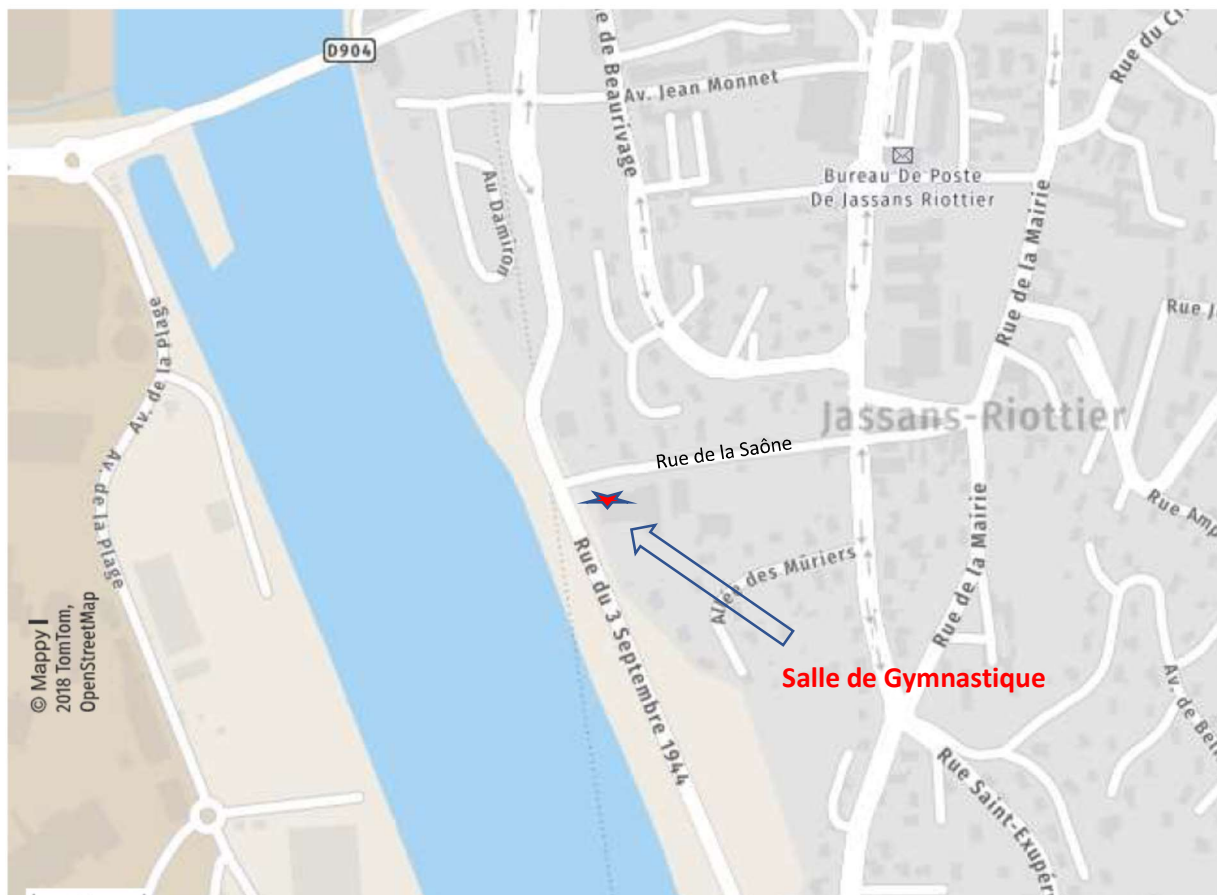 D904
e de Beaurivage
Av. Jean Monnet
Rue du C
Bureau De Poste
De Jassans Riottier
Au Damiron
Rue de la Mairie
Av. de la Plage
Rue J
Jassans-Riottier
Rue de la Saône
Av. de la Plage
Rue Amp
Rue du 3 Septembre 1944
Allée des Mûriers
Rue de la Mairie
© Mappy
2018 TomTom,
OpenStreetMap
Salle de Gymnastique
Av. de Bel
Rue Saint-Exupér